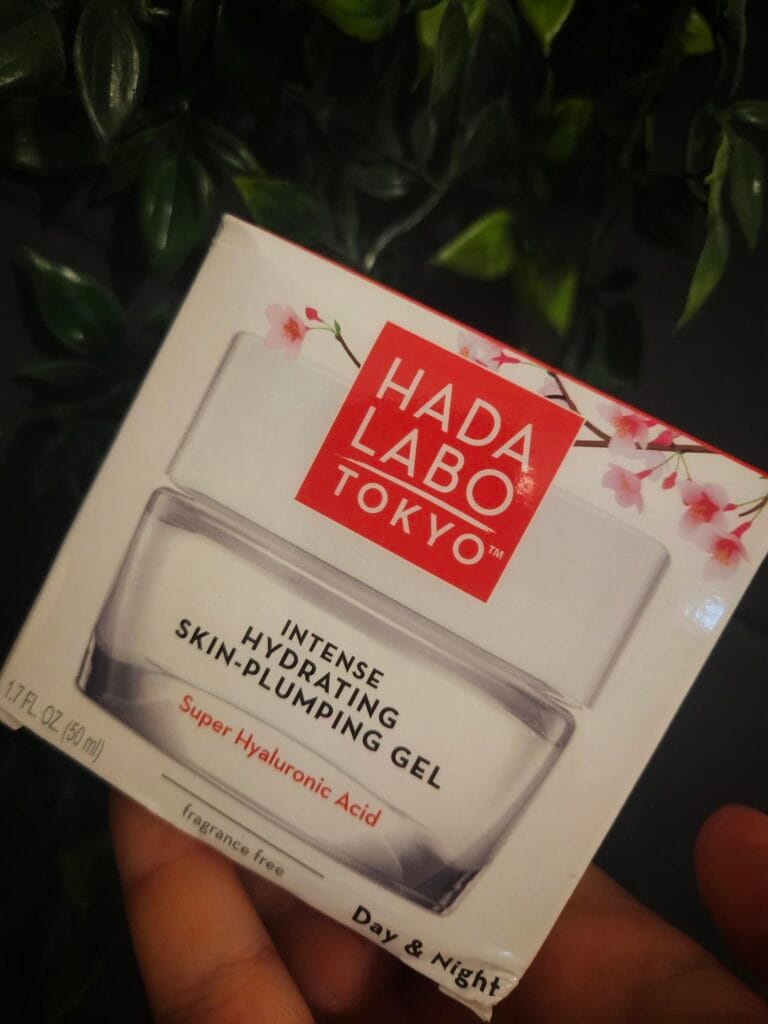 HADA
LABO
TOKYO™
INTENSE
HYDRATING
SKIN-PLUMPING GEL
Super Hyaluronic Acid
1.7 FL. OZ. (50 ml)
fragrance free
Day & Night